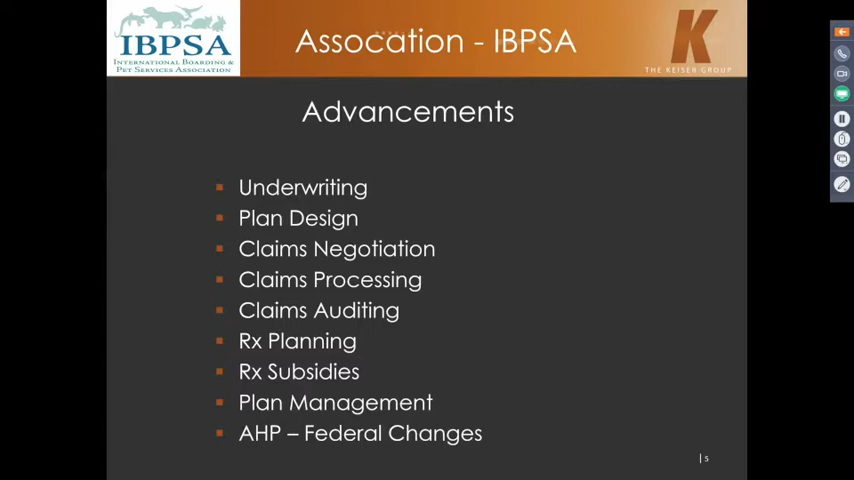 IBPSA
INTERNATIONAL BOARDING &
PET SERVICES ASSOCIATION
Assocation - IBPSA
K
THE KEISER GROUP
Advancements
Underwriting
Plan Design
Claims Negotiation
Claims Processing
Claims Auditing
Rx Planning
Rx Subsidies
Plan Management
AHP – Federal Changes
5